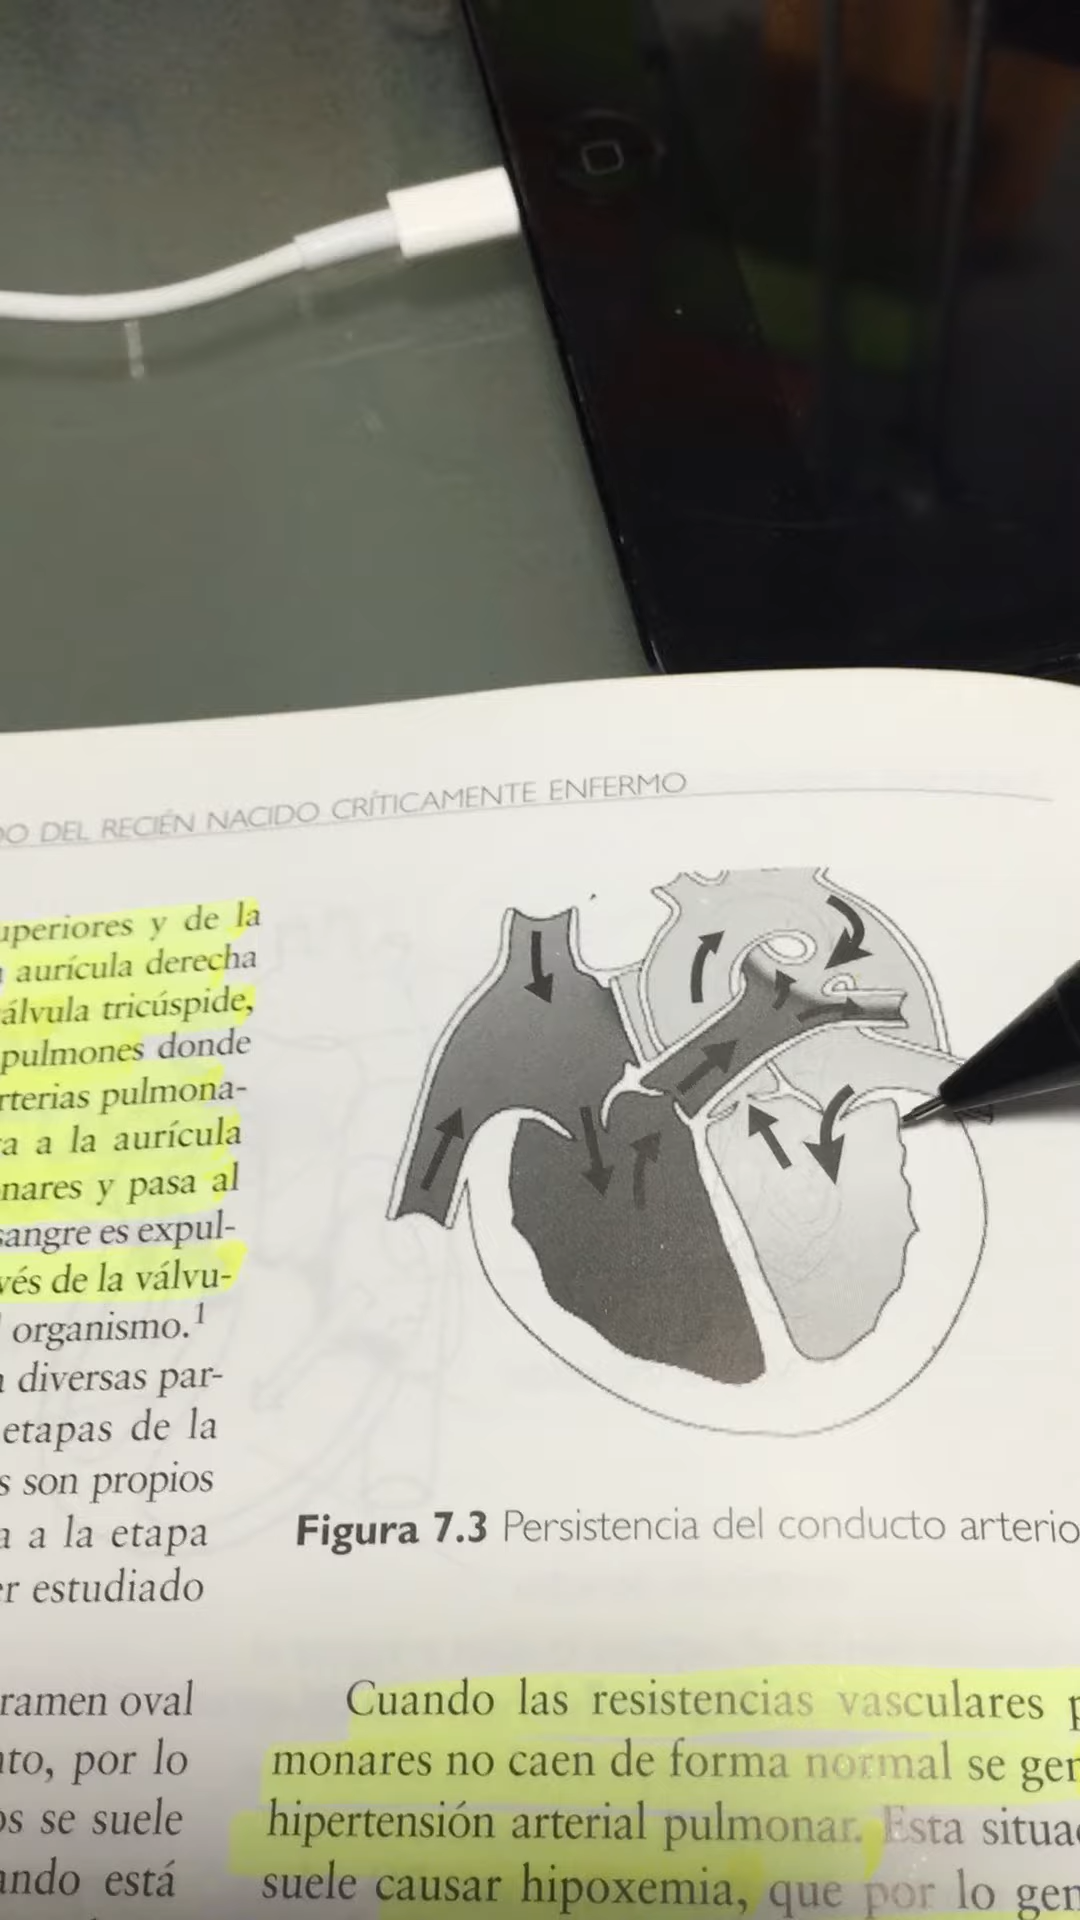 DEL RECIÉN NACIDO CRÍTICAMENTE ENFERMO
superiores y de la
aurícula derecha
válvula tricúspide,
pulmones donde
arterias pulmona-
a a la aurícula
nares y pasa al
sangre es expul-
vés de la válvu-
organismo.¹
diversas par-
etapas de la
s son propios
a a la etapa
er estudiado
ramen oval
nto, por lo
os se suele
ando está
Figura 7.3 Persistencia del conducto arterio
Cuando las resistencias vasculares p
monares no caen de forma normal se gen
hipertensión arterial pulmonar. Esta situa
suele causar hipoxemia, que por lo gen